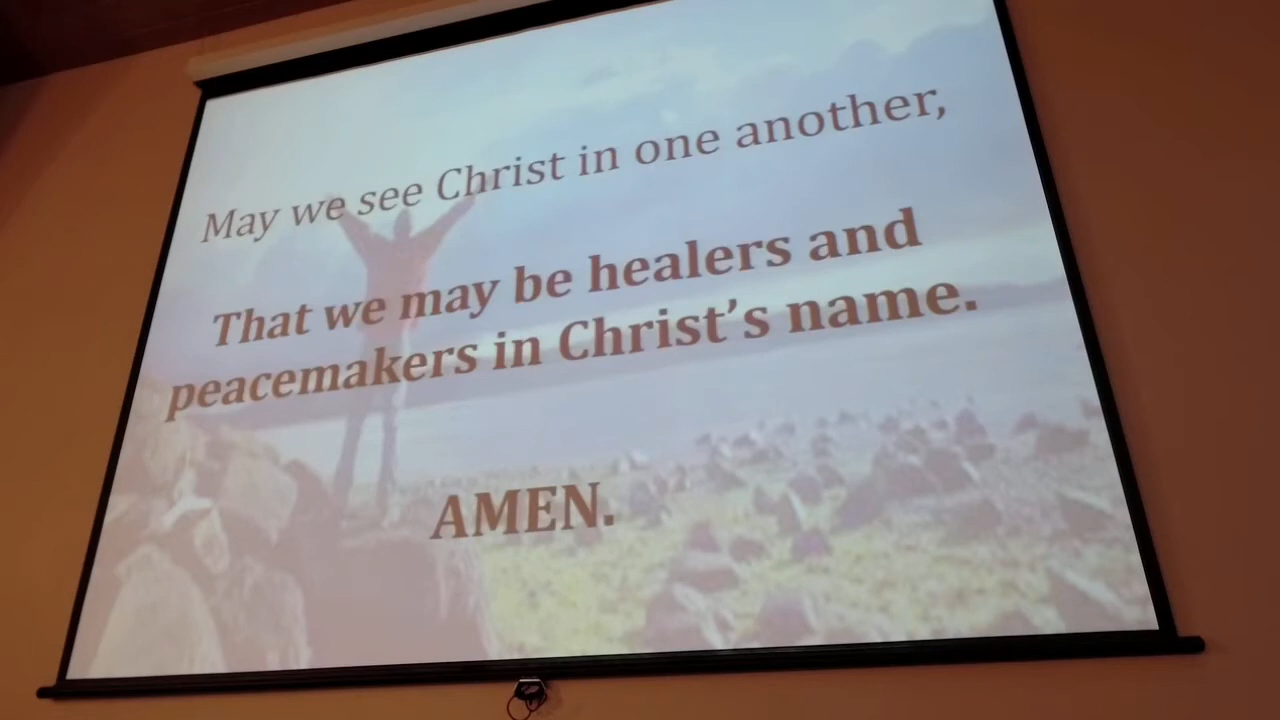 May we see Christ in one another,
That we may be healers and
peacemakers in Christ’s name.
AMEN.